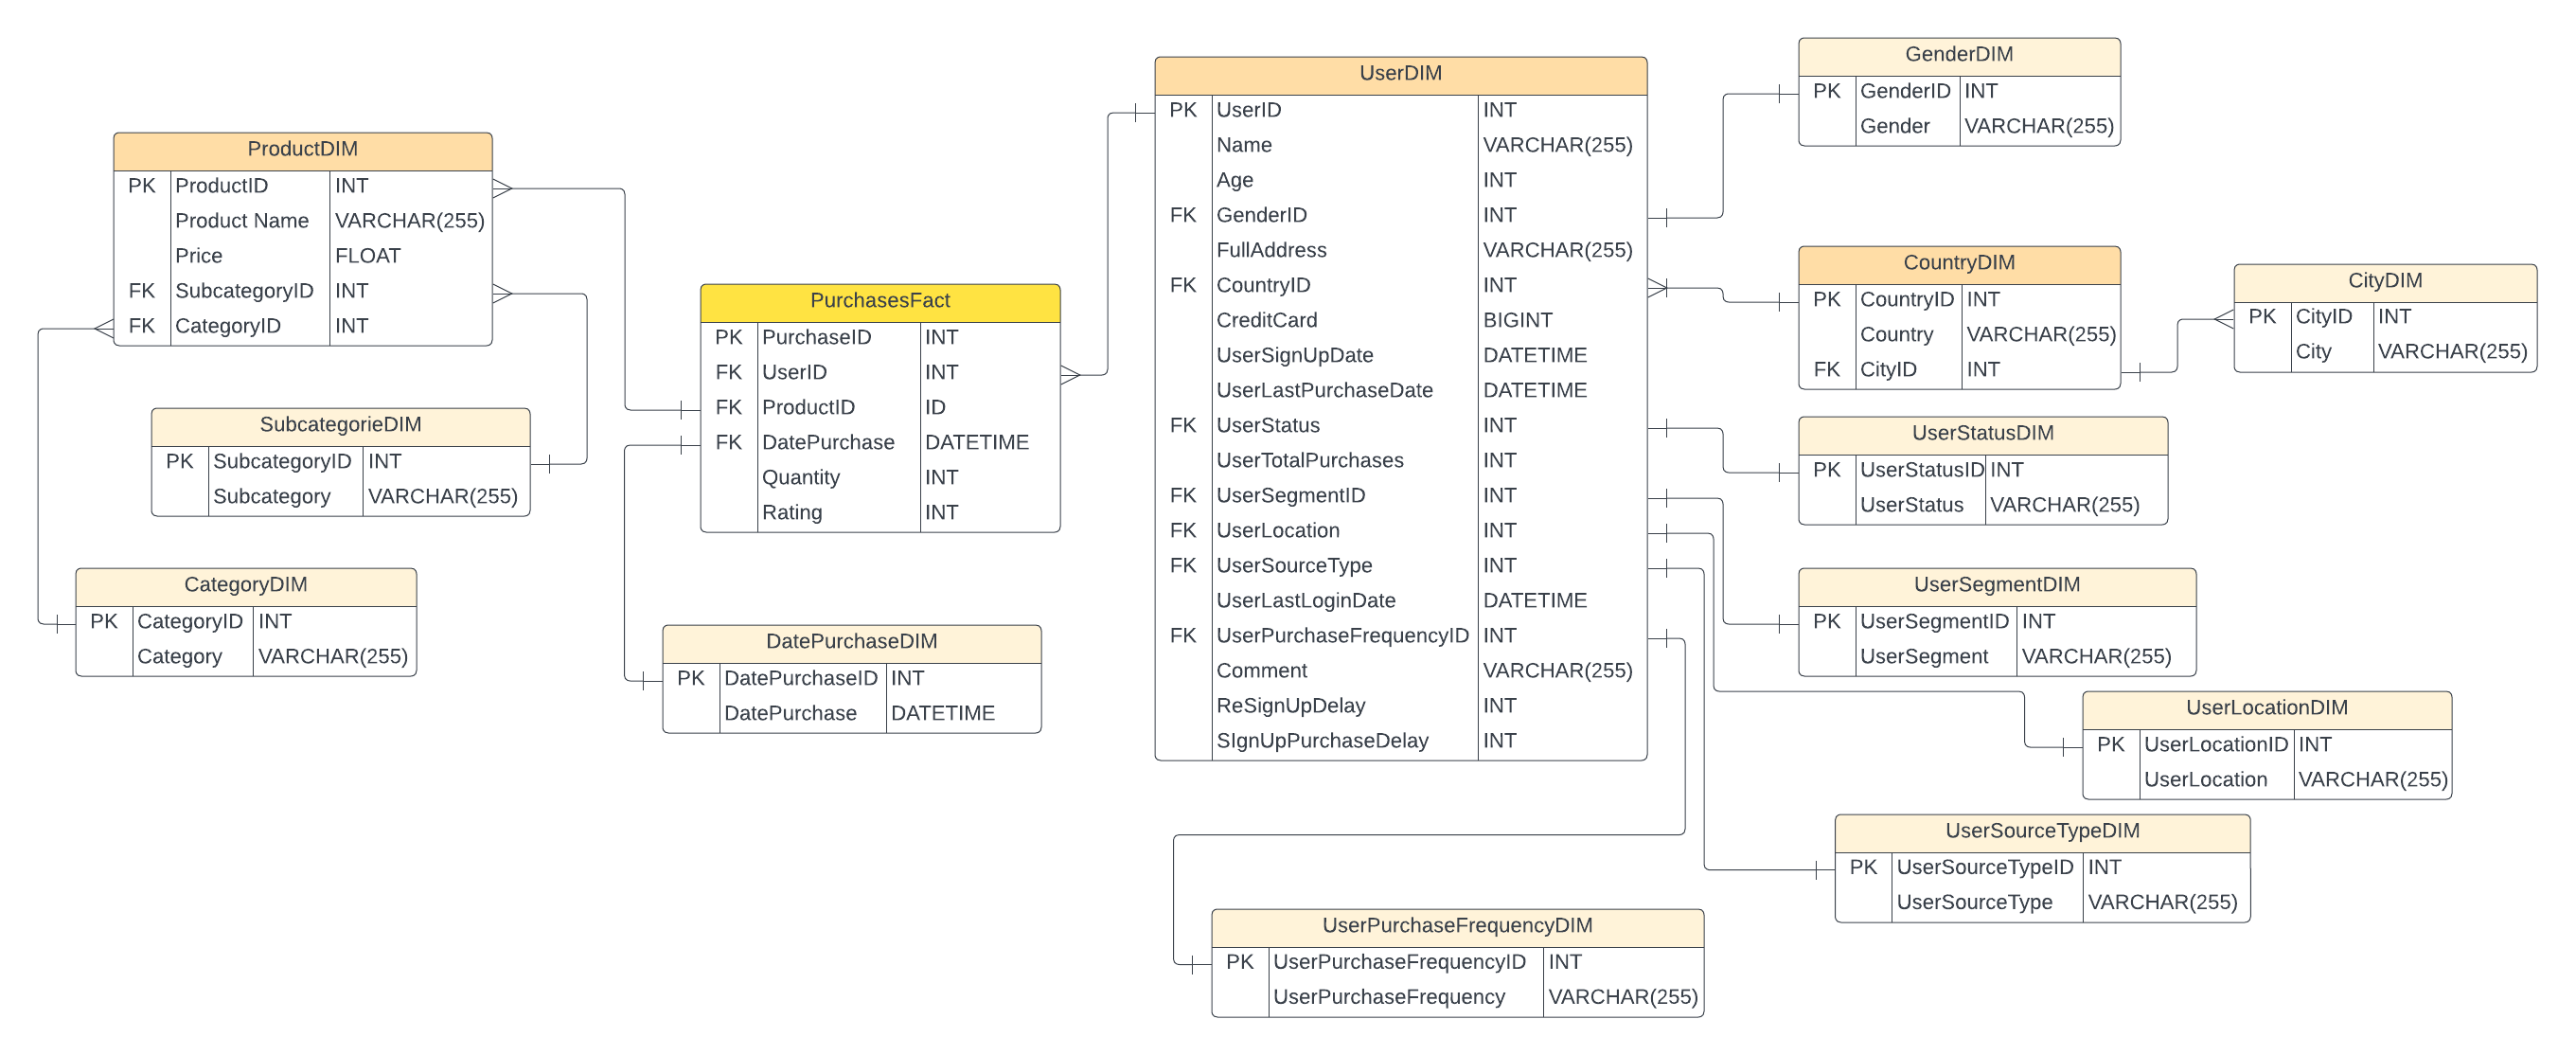 ProductDIM
PK ProductID INT
Product Name VARCHAR(255)
Price FLOAT
FK SubcategoryID INT
FK CategoryID INT
SubcategorieDIM
PK SubcategoryID INT
Subcategory VARCHAR(255)
CategoryDIM
PK CategoryID INT
Category VARCHAR(255)
PurchasesFact
PK PurchaseID INT
FK UserID INT
FK ProductID ID
FK DatePurchase DATETIME
Quantity INT
Rating INT
DatePurchaseDIM
PK DatePurchaseID INT
DatePurchase DATETIME
UserDIM
PK UserID INT
Name VARCHAR(255)
Age INT
FK GenderID INT
FullAddress VARCHAR(255)
FK CountryID INT
CreditCard BIGINT
UserSignUpDate DATETIME
UserLastPurchaseDate DATETIME
FK UserStatus INT
UserTotalPurchases INT
FK UserSegmentID INT
FK UserLocation INT
FK UserSourceType INT
UserLastLoginDate DATETIME
FK UserPurchaseFrequencyID INT
Comment VARCHAR(255)
ReSignUpDelay INT
SIgnUpPurchaseDelay INT
GenderDIM
PK GenderID INT
Gender VARCHAR(255)
CountryDIM
PK CountryID INT
Country VARCHAR(255)
FK CityID INT
CityDIM
PK CityID INT
City VARCHAR(255)
UserStatusDIM
PK UserStatusID INT
UserStatus VARCHAR(255)
UserSegmentDIM
PK UserSegmentID INT
UserSegment VARCHAR(255)
UserLocationDIM
PK UserLocationID INT
UserLocation VARCHAR(255)
UserSourceTypeDIM
PK UserSourceTypeID INT
UserSourceType VARCHAR(255)
UserPurchaseFrequencyDIM
PK UserPurchaseFrequencyID INT
UserPurchaseFrequency VARCHAR(255)